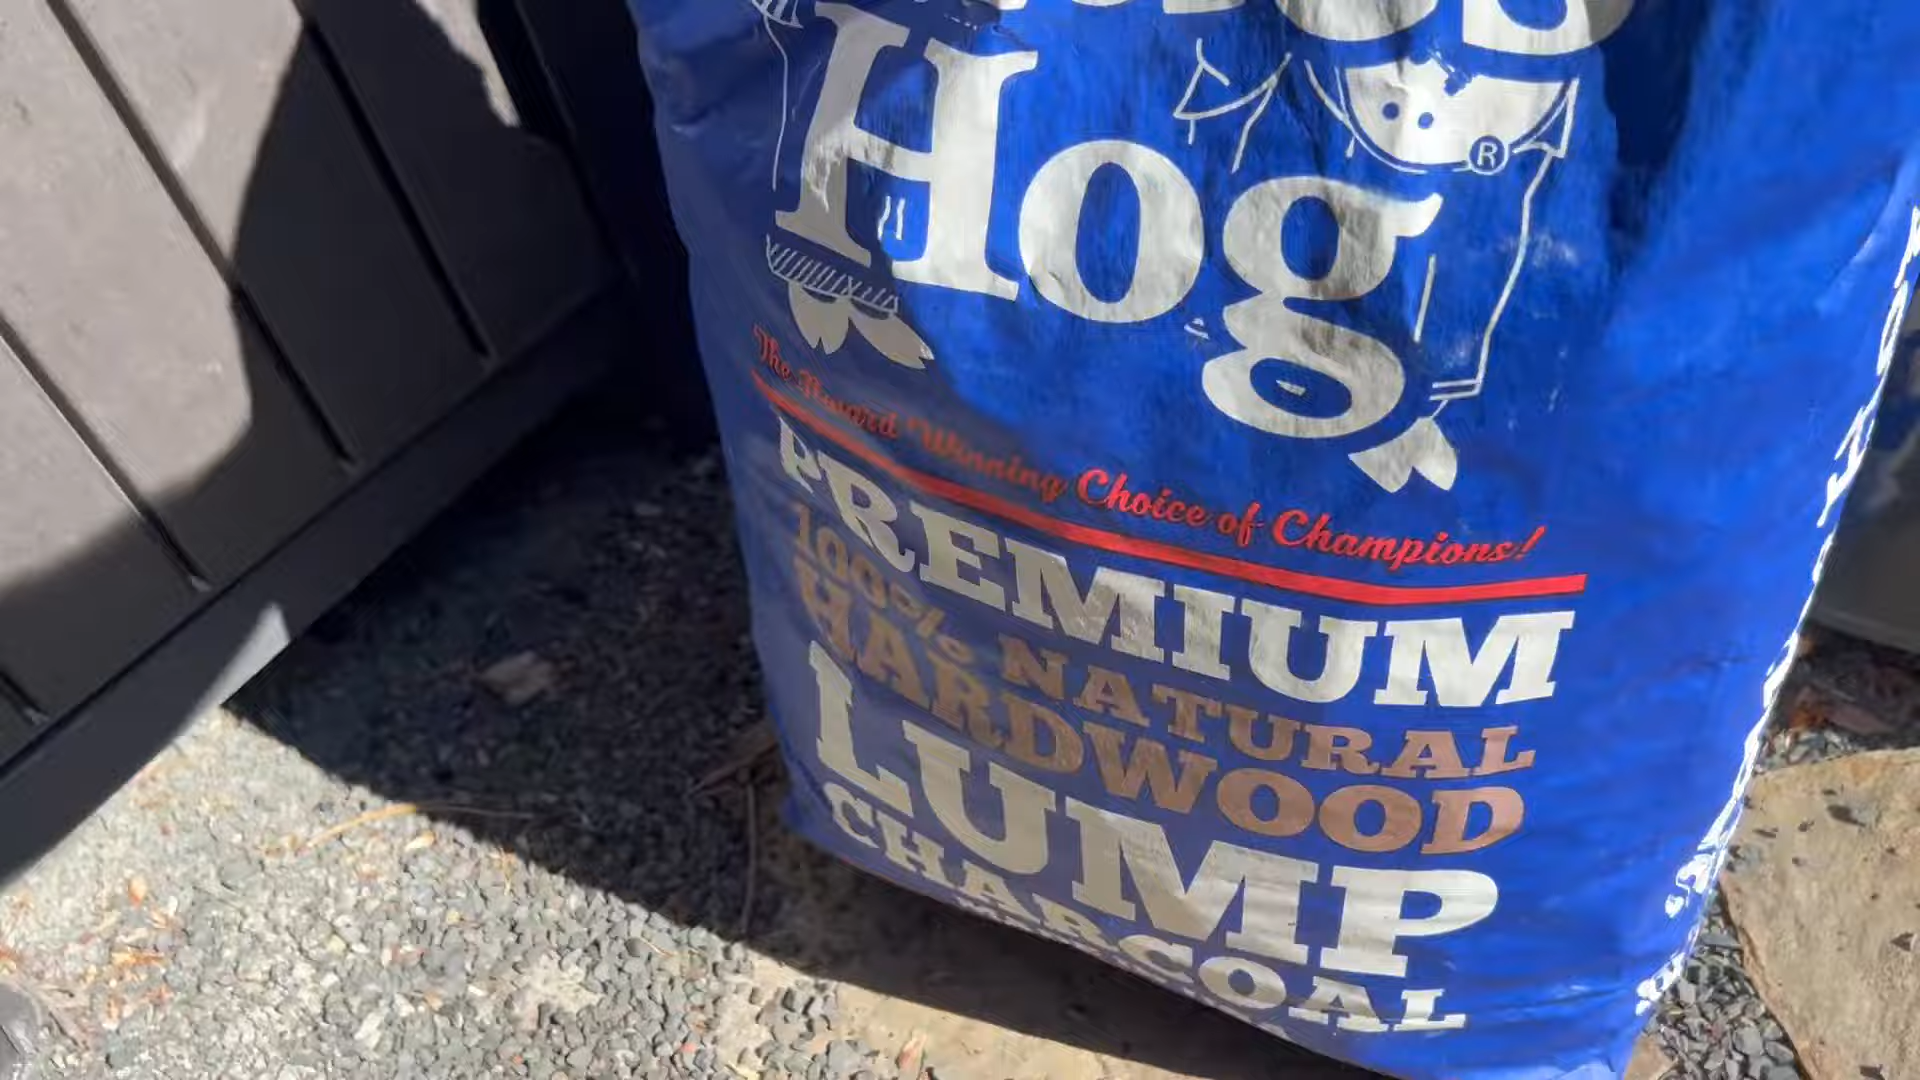 Hog
®
The Award Winning Choice of Champions!
PREMIUM
100% NATURAL
HARDWOOD
LUMP
CHARCOAL